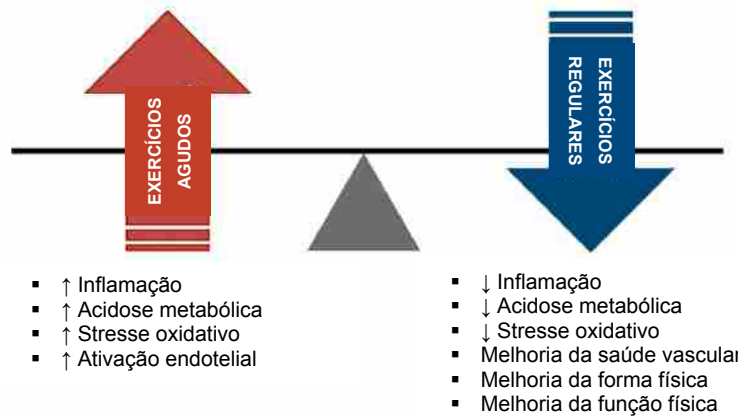 EXERCÍCIOS
AGUDOS
EXERCÍCIOS
REGULARES
▪ ↑ Inflamação
▪ ↑ Acidose metabólica
▪ ↑ Stresse oxidativo
▪ ↑ Ativação endotelial
▪ ↓ Inflamação
▪ ↓ Acidose metabólica
▪ ↓ Stresse oxidativo
▪ Melhoria da saúde vascular
▪ Melhoria da forma física
▪ Melhoria da função física